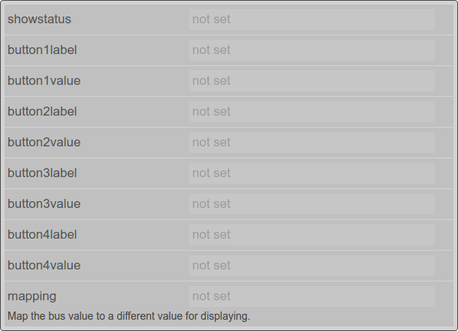 showstatus not set
button1label not set
button1value not set
button2label not set
button2value not set
button3label not set
button3value not set
button4label not set
button4value not set
mapping not set
Map the bus value to a different value for displaying.